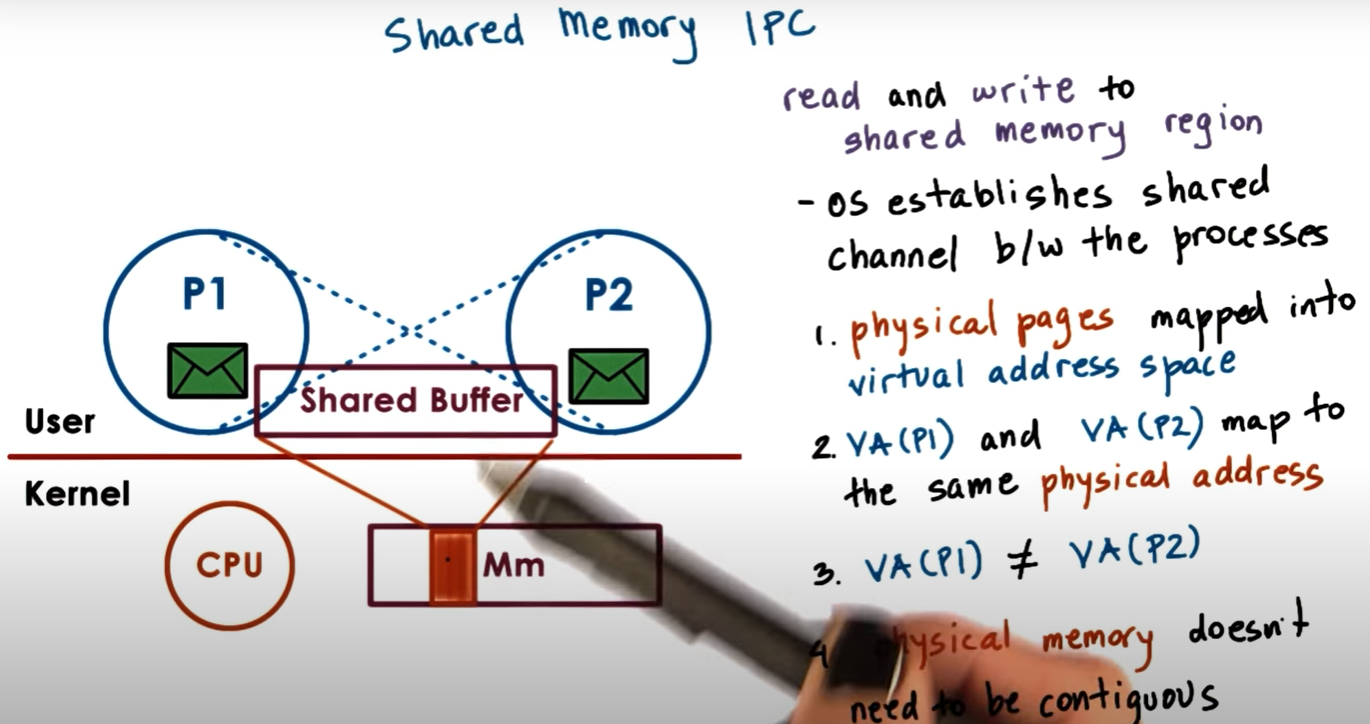 Shared Memory IPC
read and write to
shared memory region
- OS establishes shared
channel b/w the processes
1. physical pages mapped into
virtual address space
2. VA(P1) and VA(P2) map to
the same physical address
3. VA(P1) ≠ VA(P2)
4 physical memory doesn't
need to be contiguous
P1
P2
Shared Buffer
User
Kernel
CPU
Mm